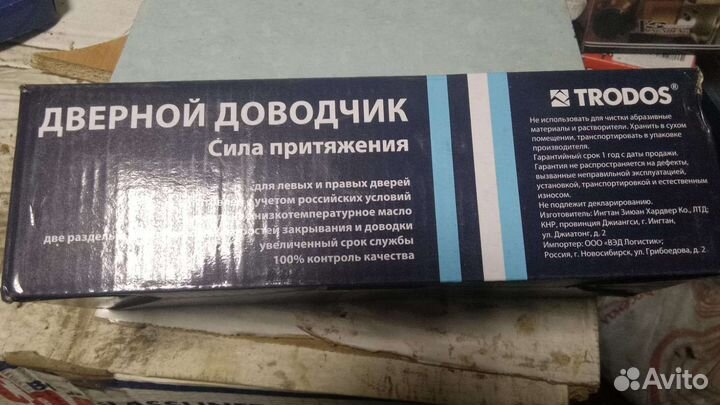 ДВЕРНОЙ ДОВОДЧИК
Сила притяжения
для левых и правых дверей
учетом российских условий
низкотемпературное масло
две раздель скоростей закрывания и доводки
увеличенный срок службы
100% контроль качества
TRODOS®
Не использовать для чистки абразивные
материалы и растворители. Хранить в сухом
помещении, транспортировать в упаковке
производителя.
Гарантийный срок 1 год с даты продажи.
Гарантия не распространяется на дефекты,
вызванные неправильной эксплуатацией,
установкой, транспортировкой и естественным
износом.
Не подлежит декларированию.
Изготовитель: Ингтан Зиюан Хардвер Ко., ЛТД;
КНР, провинция Джиангси, г. Ингтан,
ул. Джиатонг, д. 2
Импортер: ООО «ВЭД Логистик»;
Россия, г. Новосибирск, ул. Грибоедова, д. 2
Avito